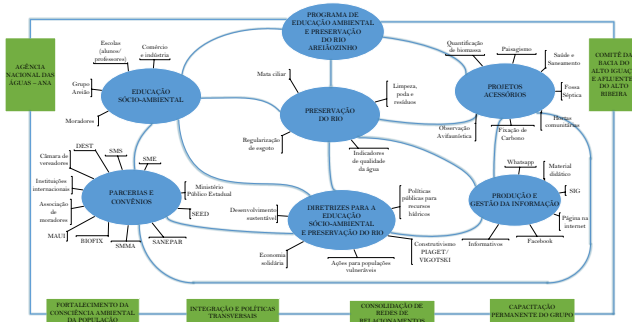 PROGRAMA DE
EDUCAÇÃO AMBIENTAL
E PRESERVAÇÃO
DO RIO
AREIÃOZINHO
AGÊNCIA
NACIONAL DAS
ÁGUAS – ANA
COMITÊ DA
BACIA DO
ALTO IGUAÇU
E AFLUENTES
DO ALTO
RIBEIRA
Escolas
(alunos/
professores)
Comércio
e indústria
Grupo
Areião
Moradores
EDUCAÇÃO
SÓCIO-AMBIENTAL
Mata ciliar
Limpeza,
poda e
resíduos
PRESERVAÇÃO
DO RIO
Regularização
de esgoto
Indicadores
de qualidade
da água
Quantificação
de biomassa
Paisagismo
Saúde e
Saneamento
Fossa
Séptica
Hortas
comunitárias
PROJETOS
ACESSÓRIOS
Observação
Avifaunística
Fixação de
Carbono
DEST
SMS
SME
Câmara de
vereadores
Instituições
internacionais
Associação
de
moradores
MAUI
BIOFIX
SMMA
SANEPAR
SEED
Ministério
Público Estadual
PARCERIAS E
CONVÊNIOS
Desenvolvimento
sustentável
Políticas
públicas para
recursos
hídricos
DIRETRIZES PARA A
EDUCAÇÃO
SÓCIO-AMBIENTAL
E PRESERVAÇÃO DO RIO
Economia
solidária
Ações para populações
vulneráveis
Construtivismo
PIAGET/
VIGOTSKI
Whatsapp
Material
didático
SIG
Página na
internet
PRODUÇÃO E
GESTÃO DA INFORMAÇÃO
Informativos
Facebook
FORTALECIMENTO DA
CONSCIÊNCIA AMBIENTAL
DA POPULAÇÃO
INTEGRAÇÃO E POLÍTICAS
TRANSVERSAIS
CONSOLIDAÇÃO DE
REDES DE
RELACIONAMENTOS
CAPACITAÇÃO
PERMANENTE DO GRUPO